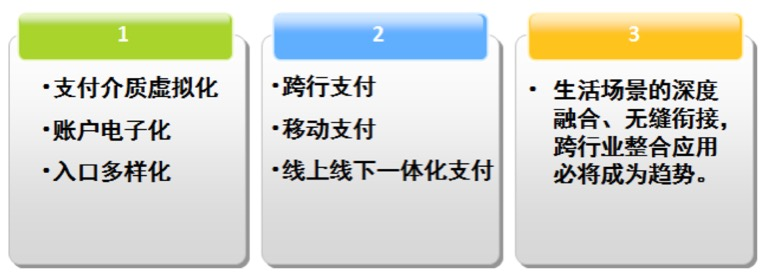 1
·支付介质虚拟化
·账户电子化
·入口多样化
2
·跨行支付
·移动支付
·线上线下一体化支付
3
· 生活场景的深度
融合、无缝衔接，
跨行业整合应用
必将成为趋势。